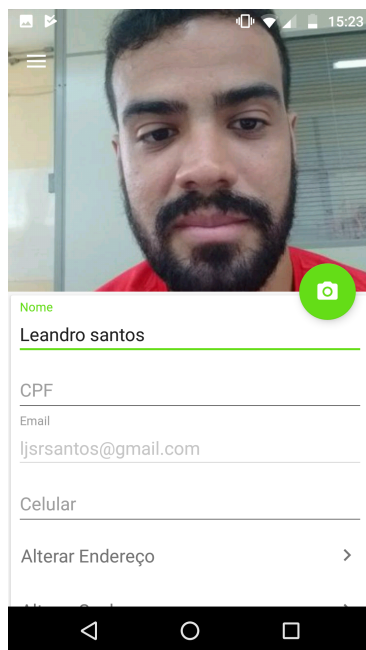 15:23
Nome
Leandro santos
CPF
Email
ljsrsantos@gmail.com
Celular
Alterar Endereço